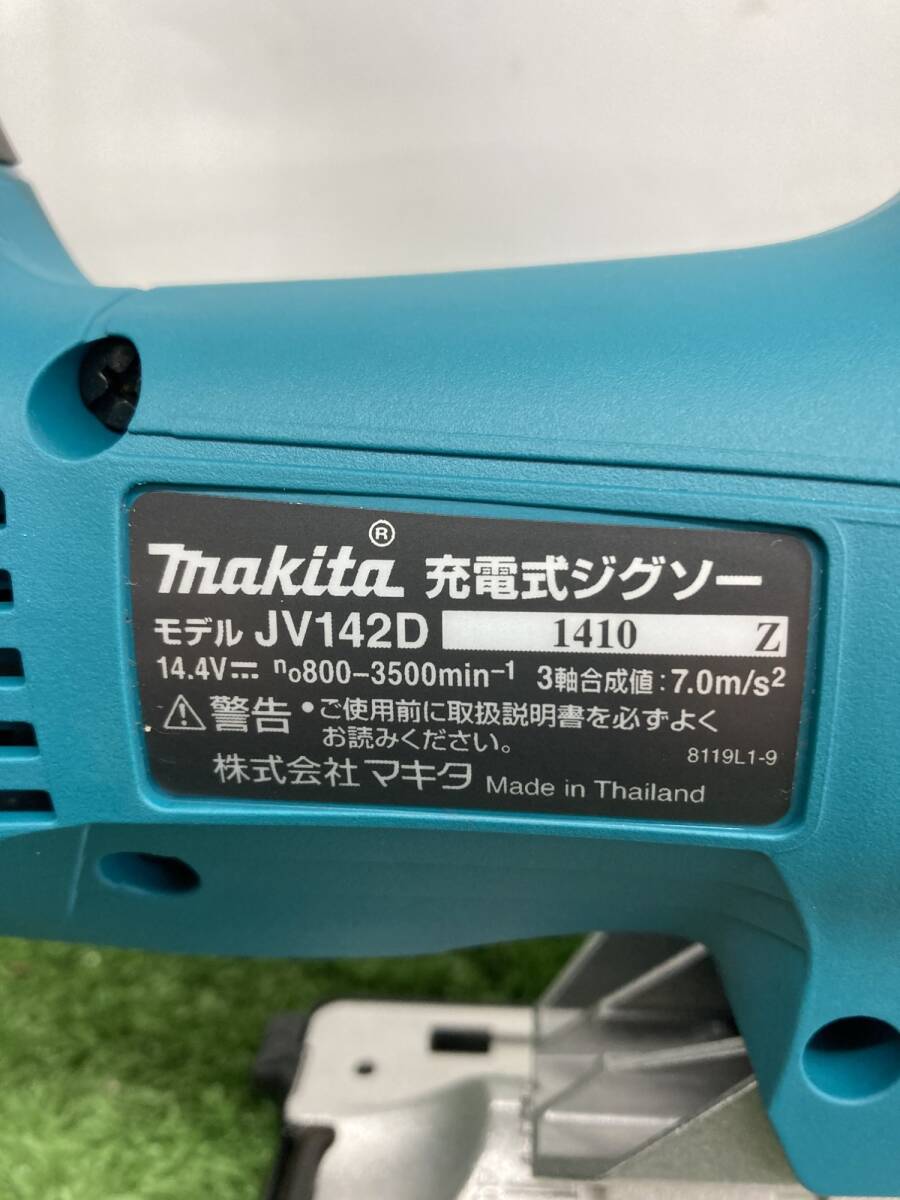 makita® 充電式ジグソー
モデル JV142D 1410 Z
14.4V⎓ n₀800-3500min⁻¹ 3軸合成値:7.0m/s²
⚠警告 •ご使用前に取扱説明書を必ずよく
お読みください。
8119L1-9
株式会社マキタ Made in Thailand